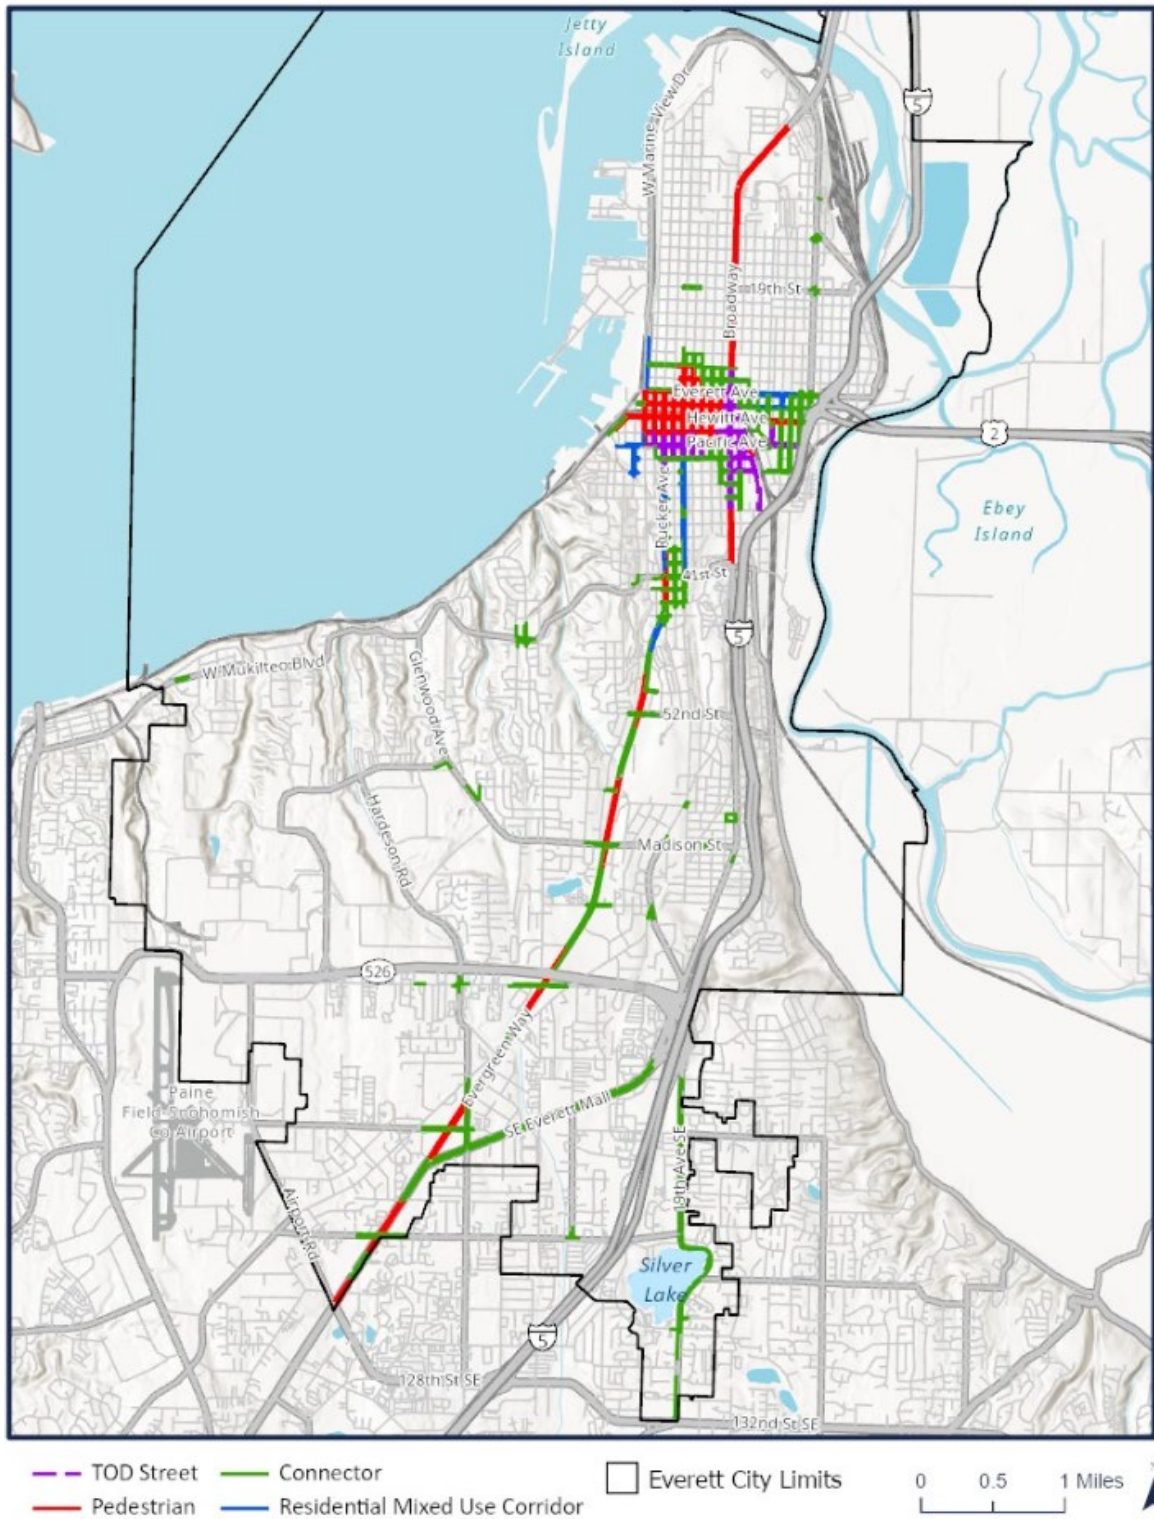 Jetty
Island
5
W Marine View Dr
Broadway
19th St
Everett Ave
Hewitt Ave
Pacific Ave
2
Rucker Ave
Ebey
Island
41st St
5
W Mukilteo Blvd
Glenwood Ave
52nd St
Hardeson Rd
Madison St
526
Evergreen Way
Paine
Field-Snohomish
Co Airport
SE Everett Mall
19th Ave SE
Airport Rd
Silver
Lake
5
128th St SE
132nd St SE
TOD Street
Connector
Everett City Limits
0 0.5 1 Miles
Pedestrian
Residential Mixed Use Corridor